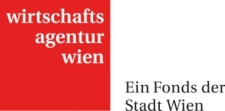 wirtschafts
agentur
wien
Ein Fonds der
Stadt Wien